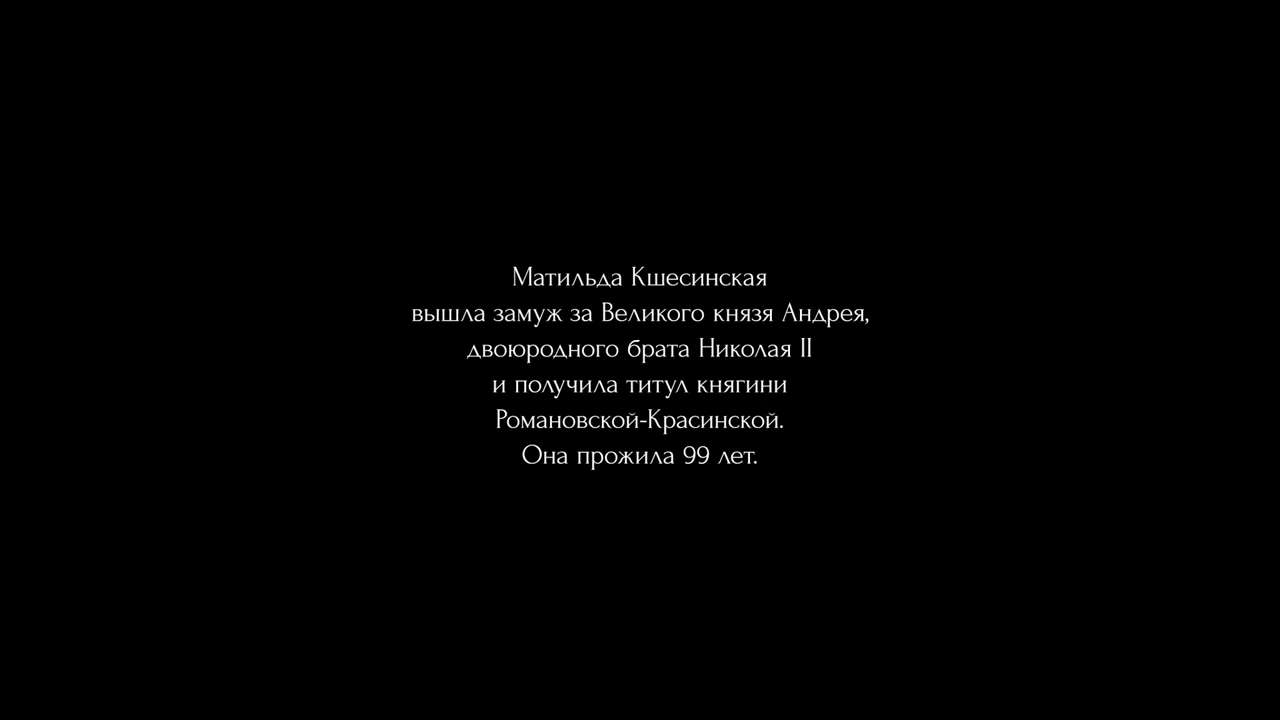 Матильда Кшесинская
вышла замуж за Великого князя Андрея,
двоюродного брата Николая II
и получила титул княгини
Романовской-Красинской.
Она прожила 99 лет.